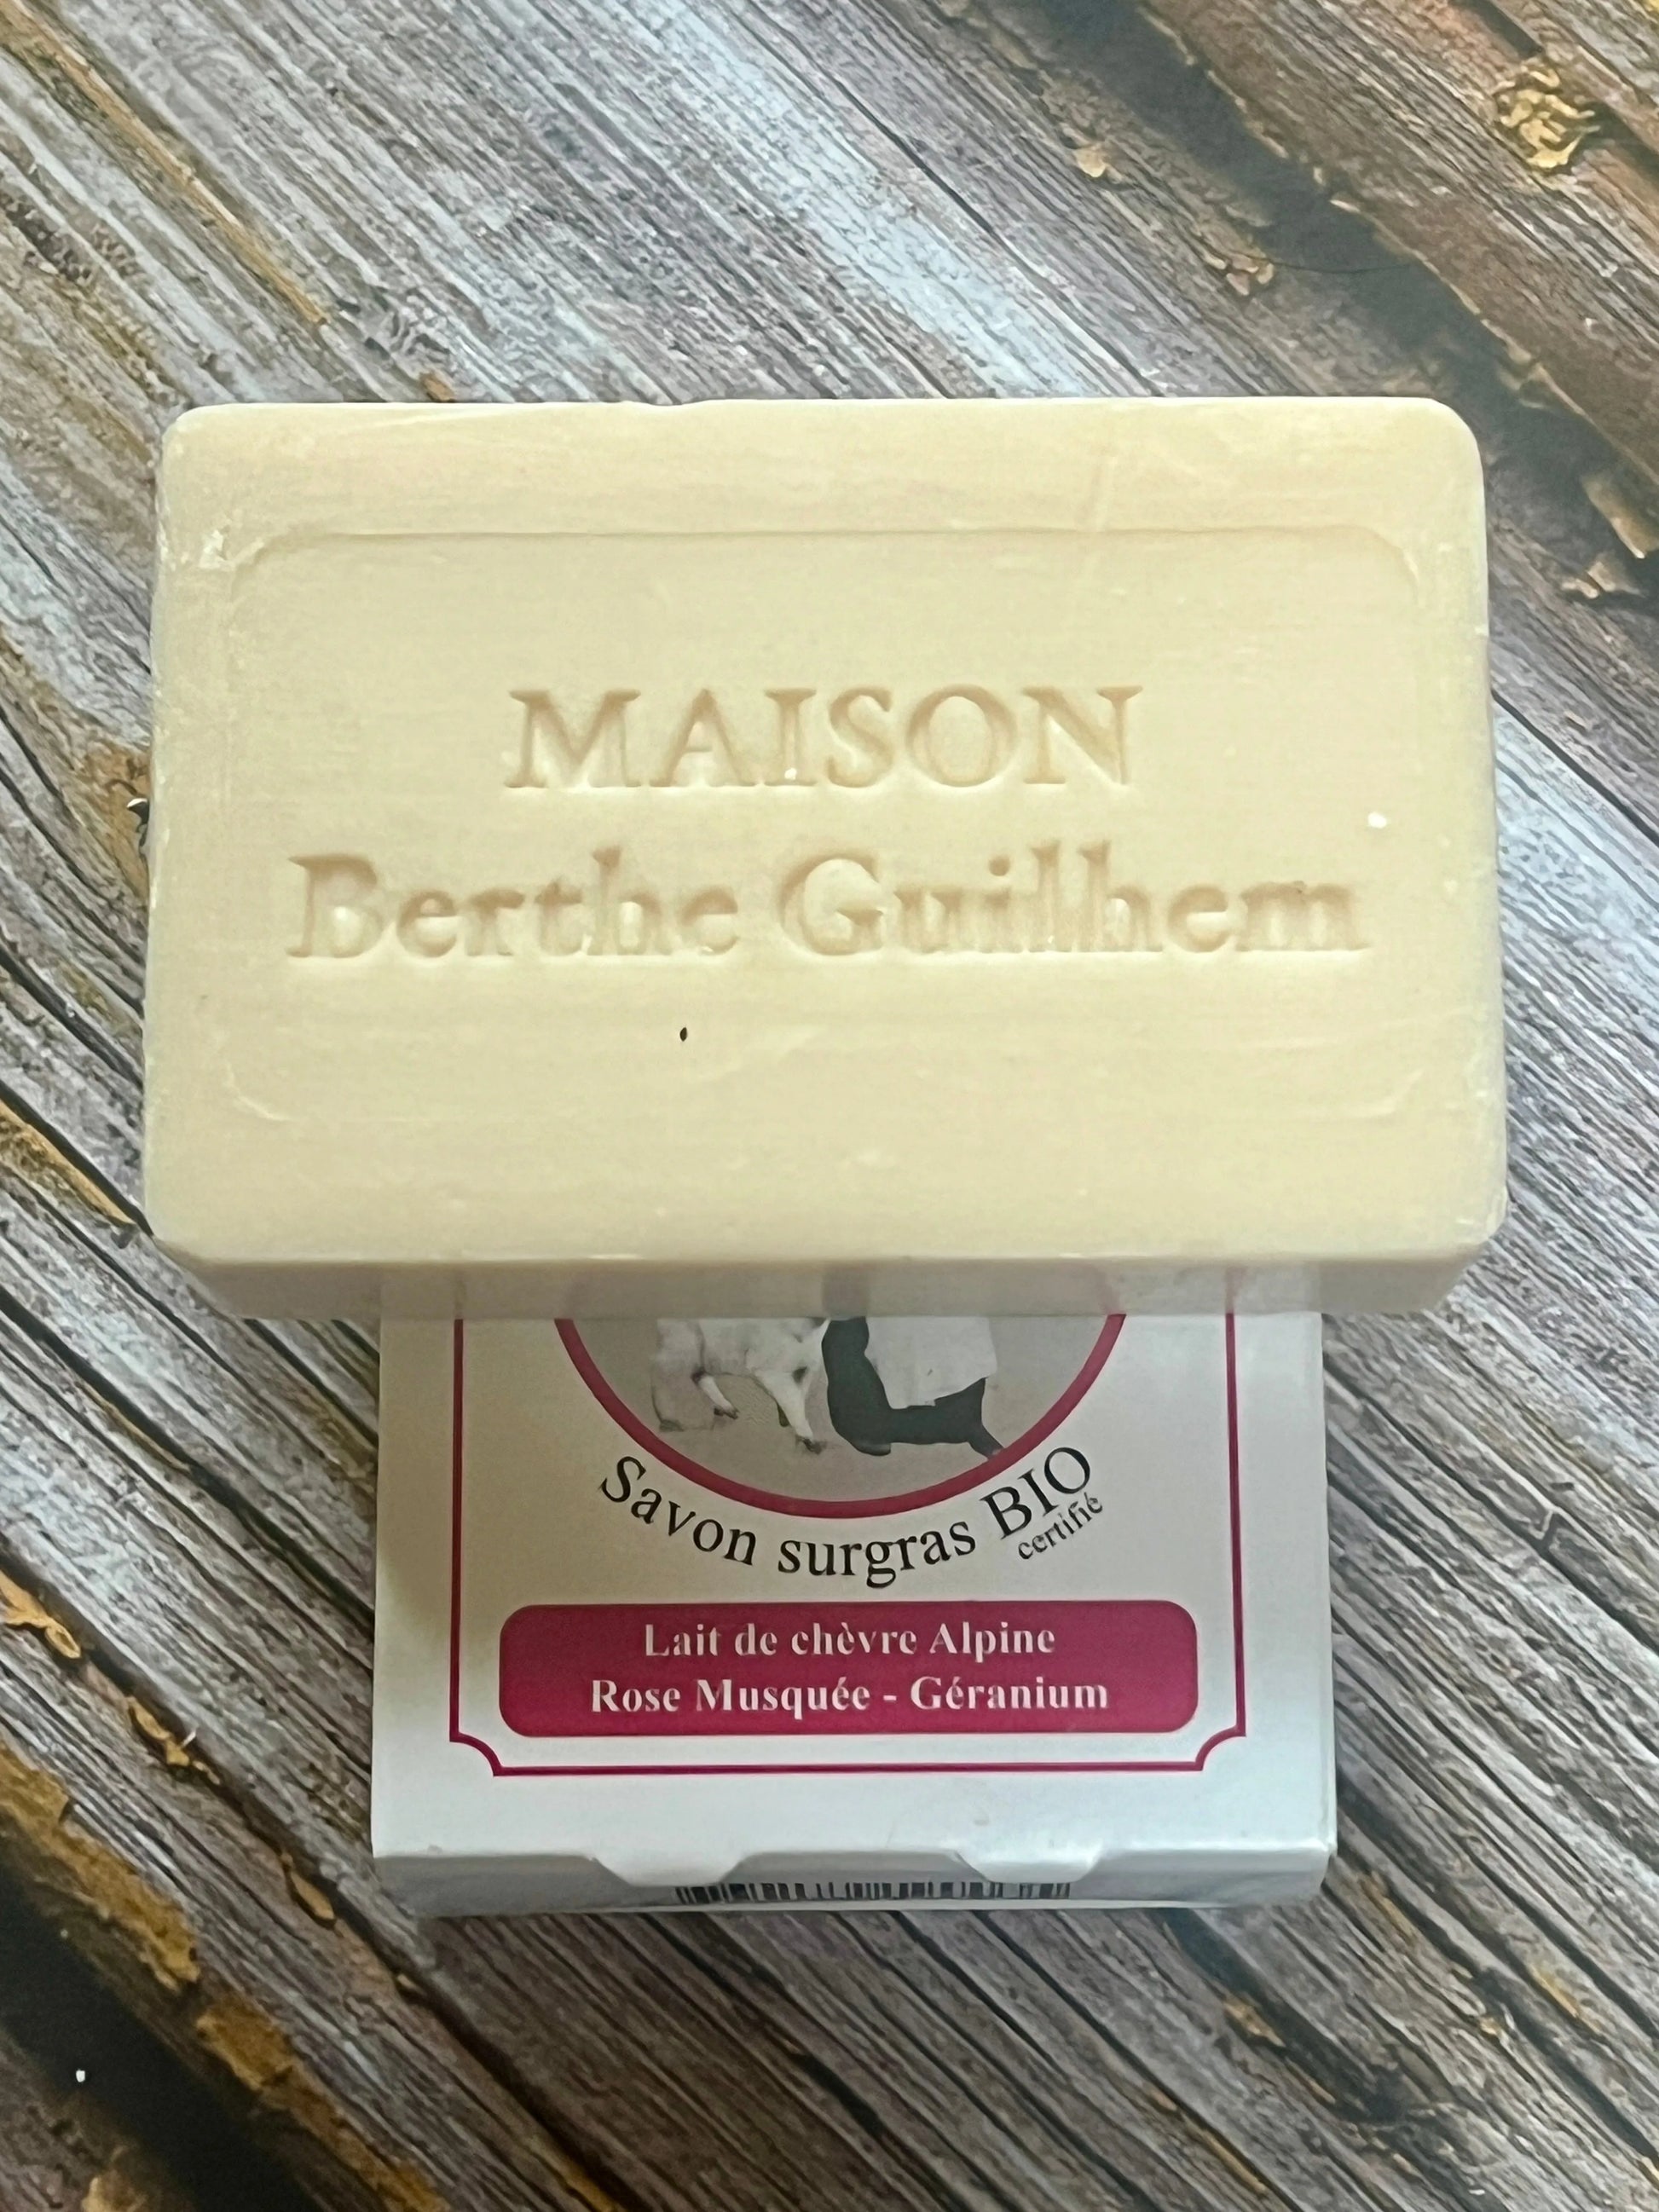 MAISON
Berthe Guilhem
Savon surgras BIO
certifié
Lait de chèvre Alpine
Rose Musquée - Géranium